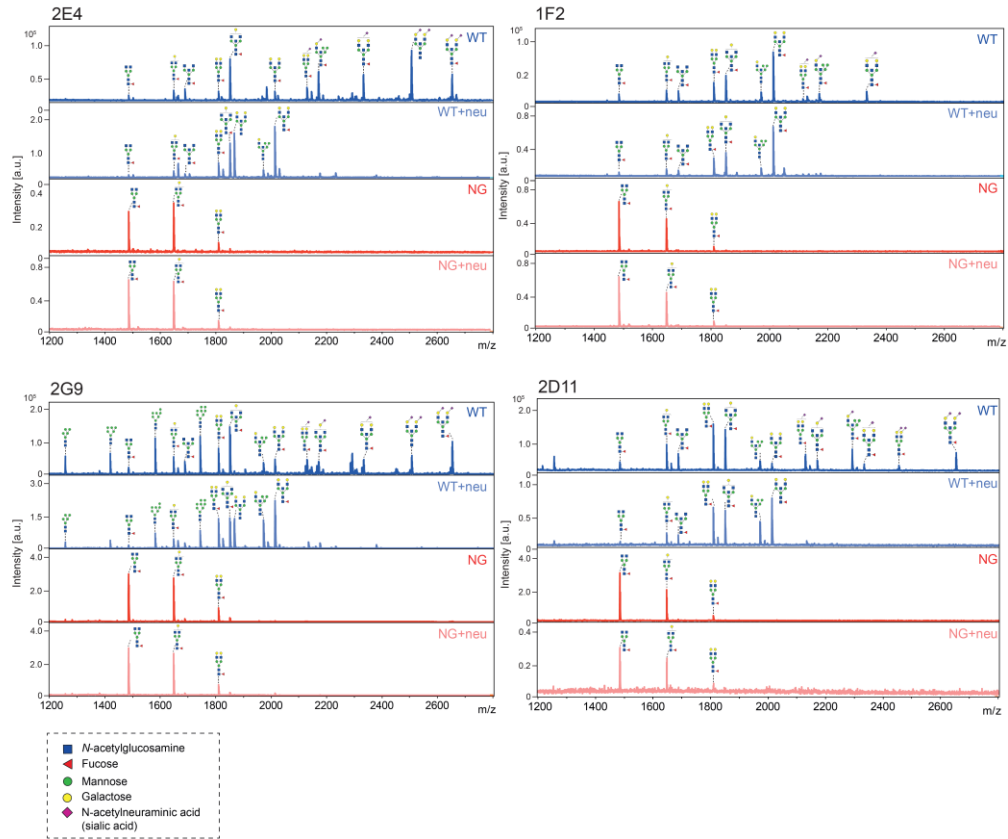 2E4
10⁵
1.0
0.5
0
WT
2.0
1.0
0
WT+neu
0.4
0.2
0
NG
0.8
0.4
0
NG+neu
Intensity [a.u.]
1200 1400 1600 1800 2000 2200 2400 2600
m/z
1F2
10⁵
1.0
0.2
0
WT
0.8
0.4
0
WT+neu
0.8
0.4
0
NG
0.8
0.4
0
NG+neu
Intensity [a.u.]
1200 1400 1600 1800 2000 2200 2400 2600
m/z
2G9
10⁵
2.0
1.0
0
WT
3.0
1.5
0
WT+neu
4.0
2.0
0
NG
4.0
2.0
0
NG+neu
Intensity [a.u.]
1200 1400 1600 1800 2000 2200 2400 2600
m/z
2D11
10⁵
2.0
1.0
0
WT
1.0
0.5
0
WT+neu
4.0
2.0
0
NG
0.4
0.2
0
NG+neu
Intensity [a.u.]
1200 1400 1600 1800 2000 2200 2400 2600
m/z
N-acetylglucosamine
Fucose
Mannose
Galactose
N-acetylneuraminic acid
(sialic acid)